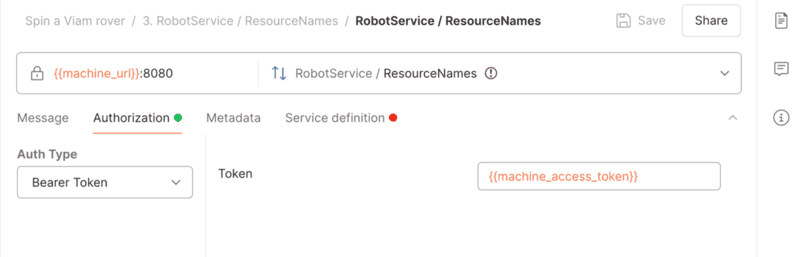 Spin a Viam rover / 3. RobotService / ResourceNames / RobotService / ResourceNames Save Share
{{machine_url}}:8080 RobotService / ResourceNames
Message Authorization Metadata Service definition
Auth Type
Bearer Token
Token {{machine_access_token}}